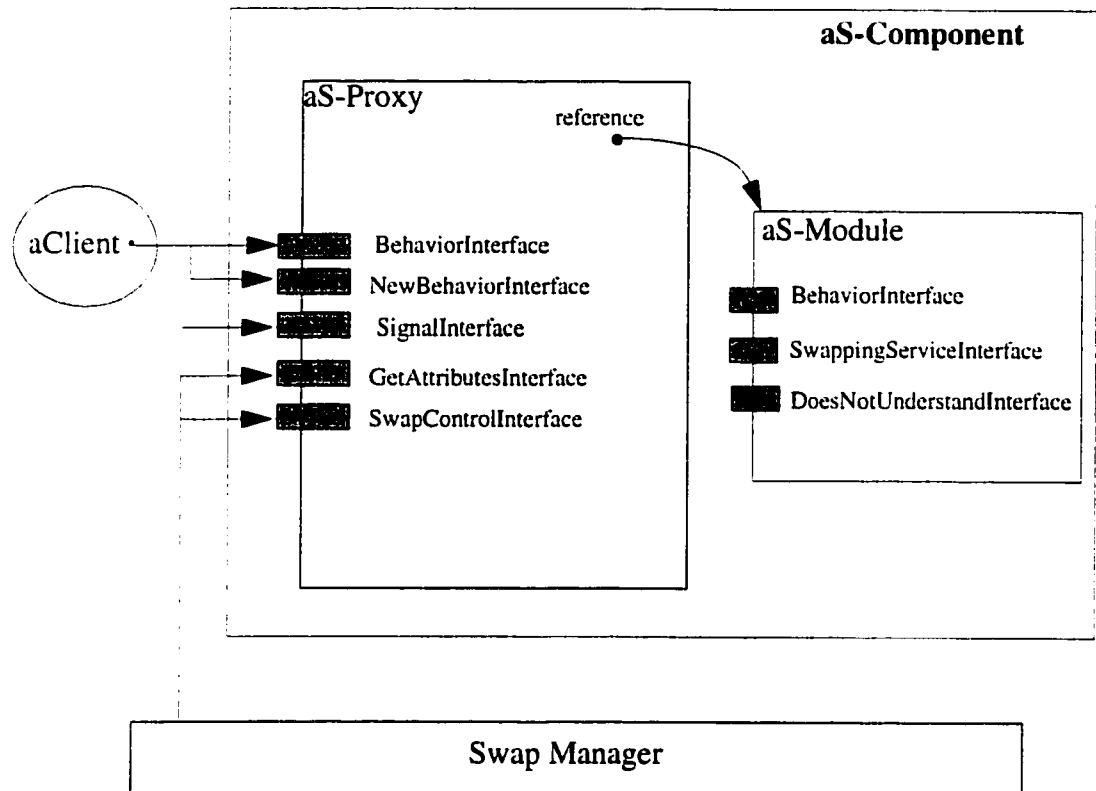 aS-Component
aS-Proxy
reference
aClient
BehaviorInterface
NewBehaviorInterface
SignalInterface
GetAttributesInterface
SwapControlInterface
aS-Module
BehaviorInterface
SwappingServiceInterface
DoesNotUnderstandInterface
Swap Manager